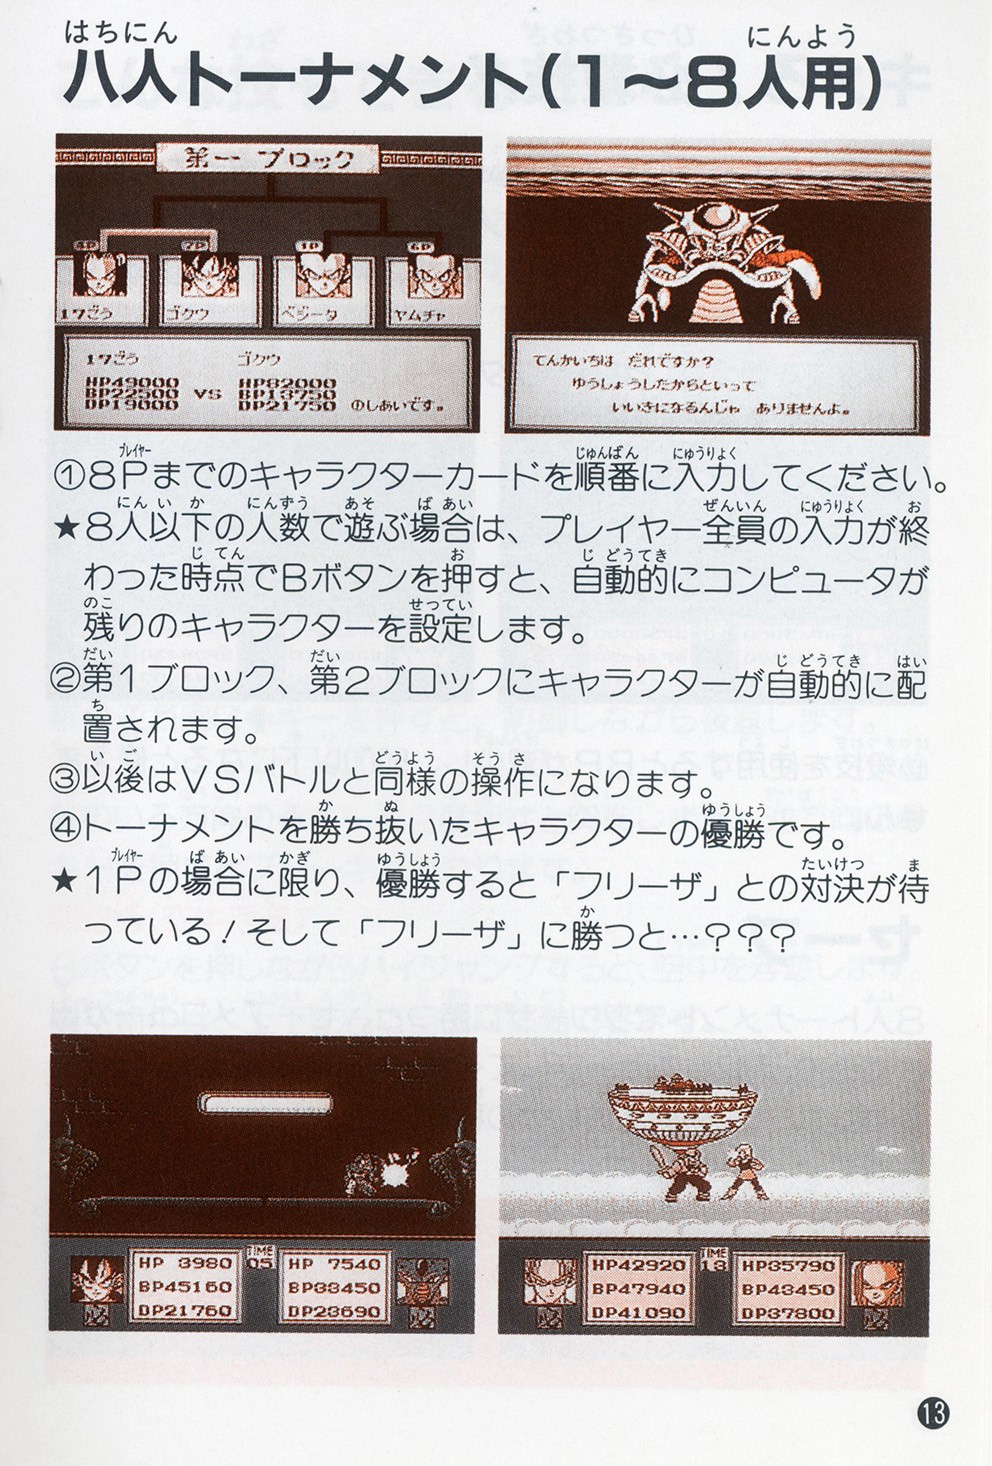 八人トーナメント(1〜8人用)
第一 ブロック
4P 7P 1P 6P
17ごう ゴクウ ベジータ ヤムチャ
17ごう ゴクウ
HP49000 HP82000
BP22500 VS BP13750
DP19000 DP21750 のしあいです。
てんかいちは だれですか?
ゆうしょうしたからといって
いいきになるんじゃ ありませんよ。
①8Pまでのキャラクターカードを順番に入力してください。
★8人以下の人数で遊ぶ場合は、プレイヤー全員の入力が終
わった時点でBボタンを押すと、自動的にコンピュータが
残りのキャラクターを設定します。
②第1ブロック、第2ブロックにキャラクターが自動的に配
置されます。
③以後はVSバトルと同様の操作になります。
④トーナメントを勝ち抜いたキャラクターの優勝です。
★1Pの場合に限り、優勝すると「フリーザ」との対決が待
っている!そして「フリーザ」に勝つと…???
HP 3980 TIME 05 HP 7540
BP45160 BP38450
DP21760 DP23690
必 必
HP42920 TIME 13 HP35790
BP47940 BP43450
DP41090 DP37800
必 必
13